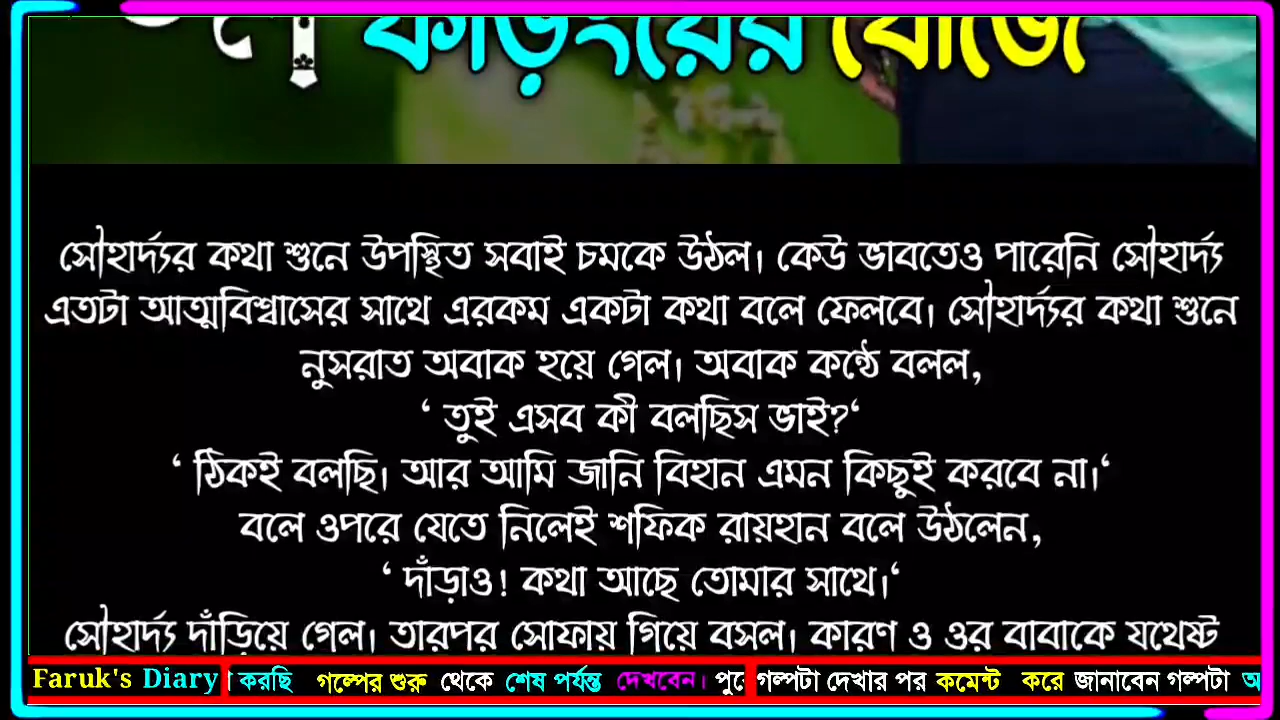 ফড়িংয়ের খোঁজে
সৌহার্দ্যর কথা শুনে উপস্থিত সবাই চমকে উঠল। কেউ ভাবতেও পারেনি সৌহার্দ্য
এতটা আত্মবিশ্বাসের সাথে এরকম একটা কথা বলে ফেলবে। সৌহার্দ্যর কথা শুনে
নুসরাত অবাক হয়ে গেল। অবাক কন্ঠে বলল,
‘ তুই এসব কী বলছিস ভাই?‘
‘ ঠিকই বলছি। আর আমি জানি বিহান এমন কিছুই করবে না।‘
বলে ওপরে যেতে নিলেই শফিক রায়হান বলে উঠলেন,
‘ দাঁড়াও! কথা আছে তোমার সাথে।‘
সৌহার্দ্য দাঁড়িয়ে গেল। তারপর সোফায় গিয়ে বসল। কারণ ও ওর বাবাকে যথেষ্ট
Faruk's Diary করছি গল্পের শুরু থেকে শেষ পর্যন্ত দেখবেন। গল্পটা দেখার পর কমেন্ট করে জানাবেন গল্পটা